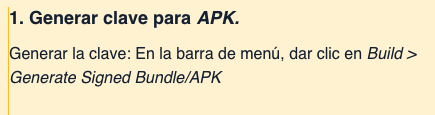 1. Generar clave para APK.
Generar la clave: En la barra de menú, dar clic en Build >
Generate Signed Bundle/APK